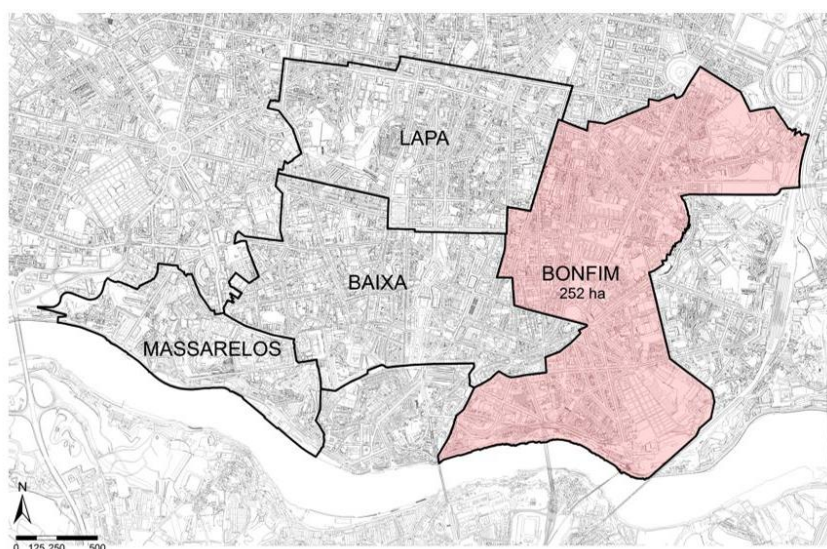 LAPA
BONFIM
252 ha
BAIXA
MASSARELOS
N
0 125 250 500